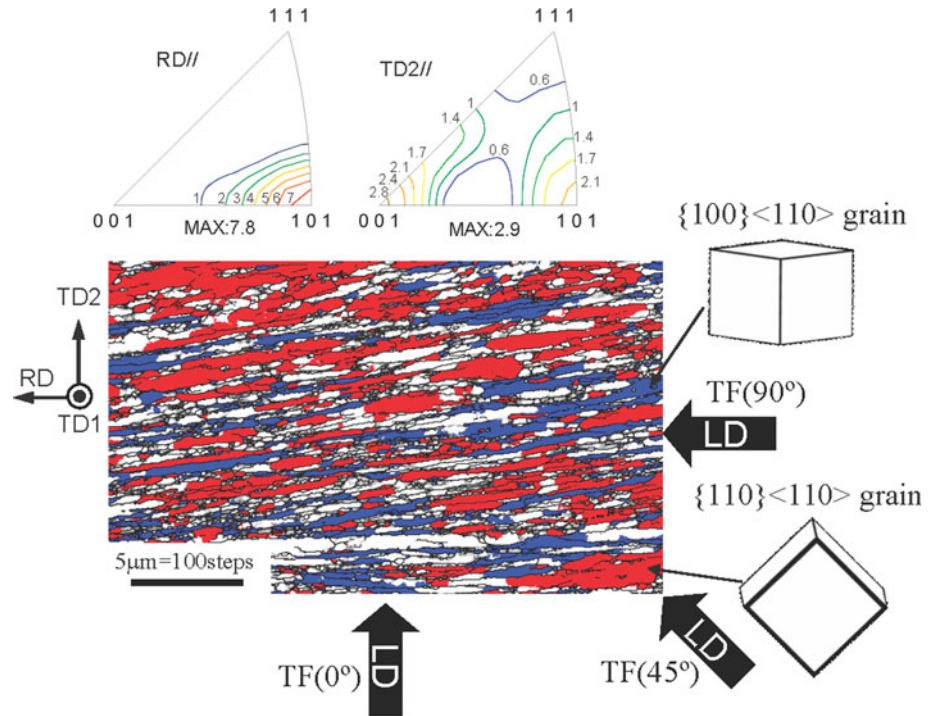 1 1 1
RD//
1
2
3
4
5
6
7
0 0 1
1 0 1
MAX:7.8
1 1 1
TD2//
0.6
1
1.4
1.7
2.1
2.4
2.8
0.6
1
1.4
1.7
2.1
0 0 1
1 0 1
MAX:2.9
{100}<110> grain
TD2
RD
TD1
TF(90º)
LD
{110}<110> grain
5µm=100steps
TF(0º)
LD
TF(45º)
LD